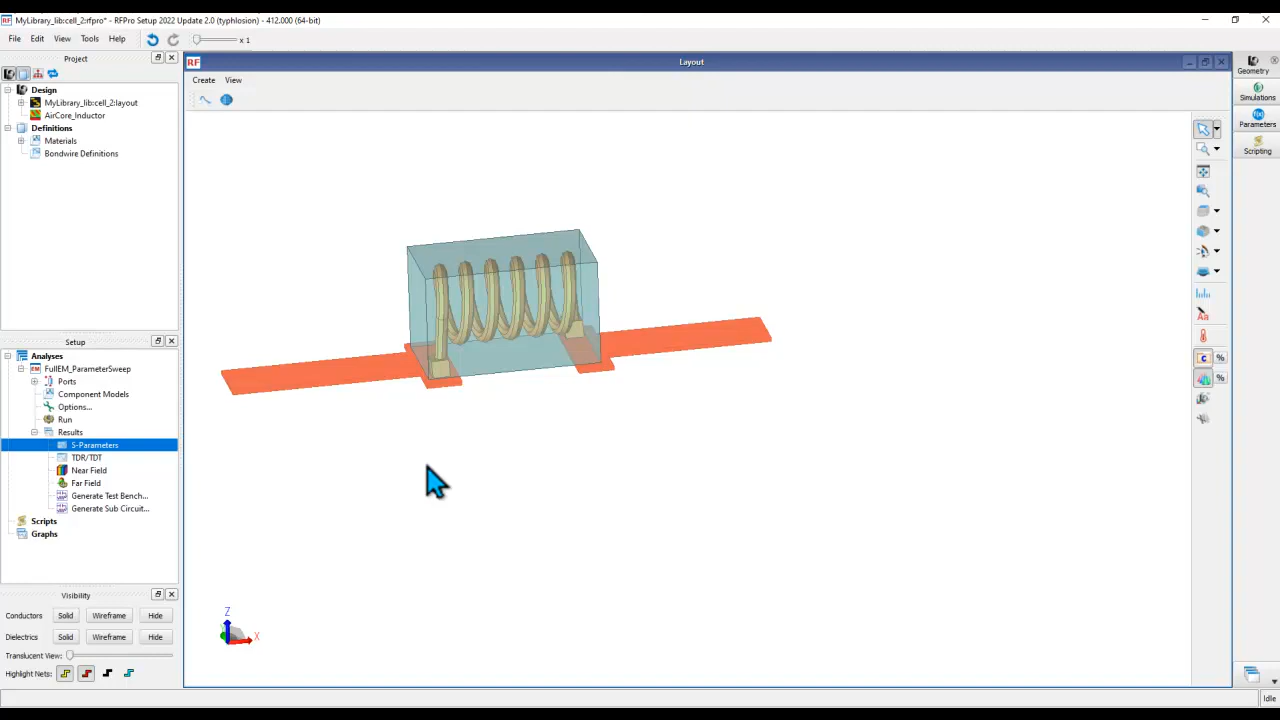 MyLibrary_lib:cell_2:rfpro* - RFPro Setup 2022 Update 2.0 (typhlosion) - 412.000 (64-bit)
File Edit View Tools Help x 1
Project
Design
MyLibrary_lib:cell_2:layout
AirCore_Inductor
Definitions
Materials
Bondwire Definitions
Setup
Analyses
FullEM_ParameterSweep
Ports
Component Models
Options...
Run
Results
S-Parameters
TDR/TDT
Near Field
Far Field
Generate Test Bench...
Generate Sub Circuit...
Scripts
Graphs
Visibility
Conductors Solid Wireframe Hide
Dielectrics Solid Wireframe Hide
Translucent View:
Highlight Nets:
RF Layout
Create View
Z
X
Geometry
Simulations
Parameters
Scripting
Aa
C %
%
Idle